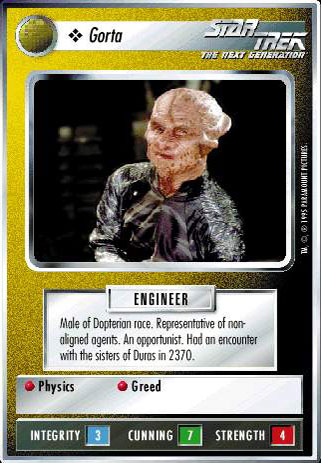 Gorta
STAR TREK
THE NEXT GENERATION
TM, ©, ® 1995 PARAMOUNT PICTURES.
ENGINEER
Male of Dopterian race. Representative of non-
aligned agents. An opportunist. Had an encounter
with the sisters of Duras in 2370.
Physics Greed
INTEGRITY 3 CUNNING 7 STRENGTH 4